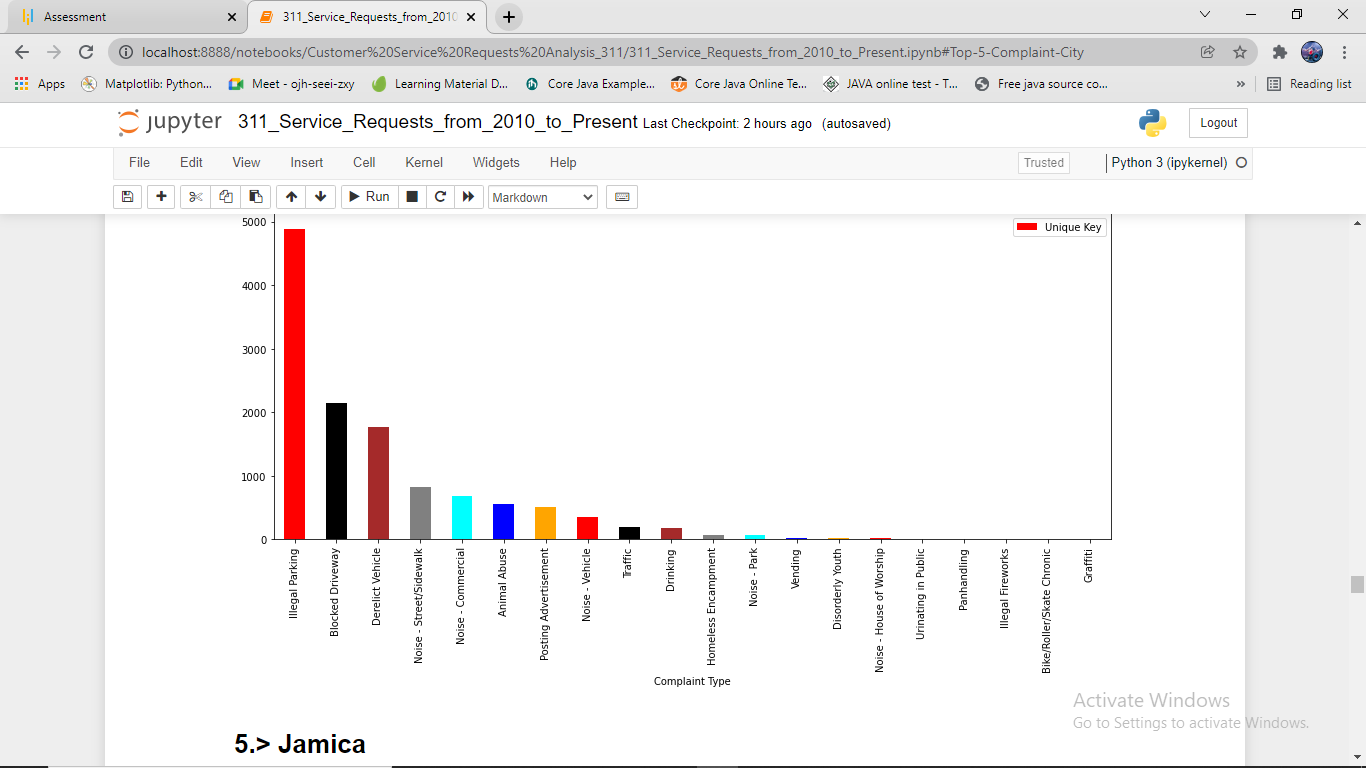 Assessment
311_Service_Requests_from_2010
localhost:8888/notebooks/Customer%20Service%20Requests%20Analysis_311/311_Service_Requests_from_2010_to_Present.ipynb#Top-5-Complaint-City
Apps Matplotlib: Python... Meet - ojh-seei-zxy Learning Material D... Core Java Example... Core Java Online Te... JAVA online test - T... Free java source co... » Reading list
jupyter 311_Service_Requests_from_2010_to_Present Last Checkpoint: 2 hours ago (autosaved) Logout
File Edit View Insert Cell Kernel Widgets Help Trusted Python 3 (ipykernel)
Run Markdown
Unique Key
5000
4000
3000
2000
1000
0
Illegal Parking
Blocked Driveway
Derelict Vehicle
Noise - Street/Sidewalk
Noise - Commercial
Animal Abuse
Posting Advertisement
Noise - Vehicle
Traffic
Drinking
Homeless Encampment
Noise - Park
Vending
Disorderly Youth
Noise - House of Worship
Urinating in Public
Panhandling
Illegal Fireworks
Bike/Roller/Skate Chronic
Graffiti
Complaint Type
Activate Windows
Go to Settings to activate Windows.
5.> Jamica